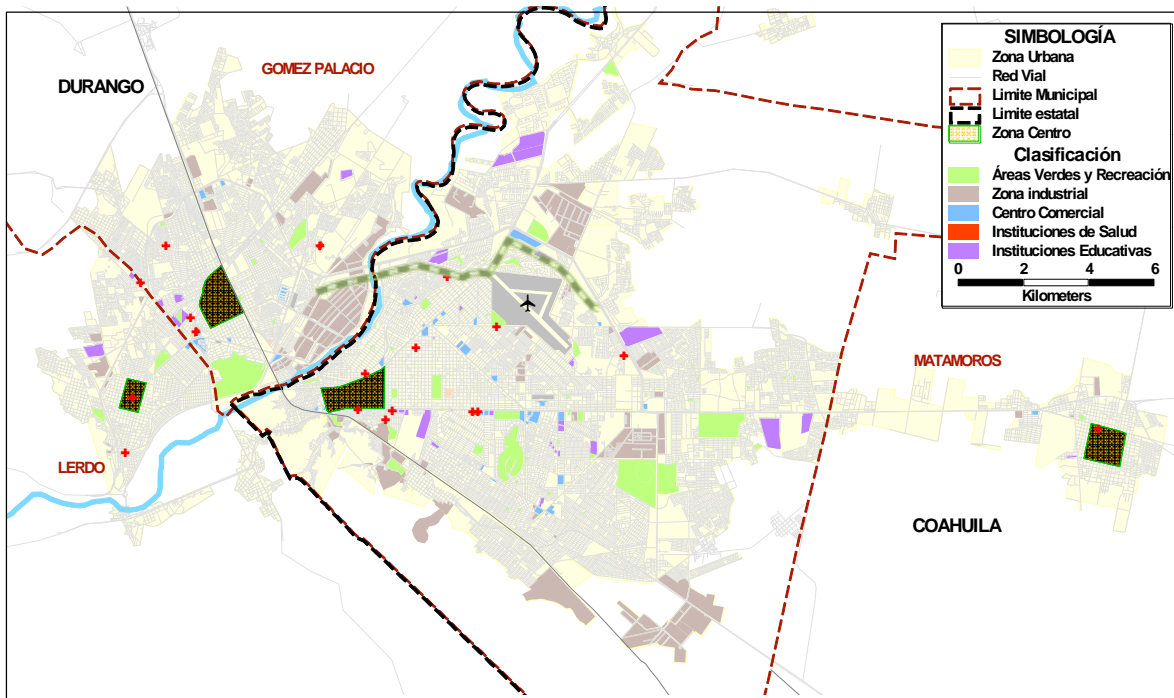 DURANGO
GOMEZ PALACIO
LERDO
MATAMOROS
COAHUILA
SIMBOLOGÍA
Zona Urbana
Red Vial
Limite Municipal
Limite estatal
Zona Centro
Clasificación
Áreas Verdes y Recreación
Zona industrial
Centro Comercial
Instituciones de Salud
Instituciones Educativas
0 2 4 6
Kilometers